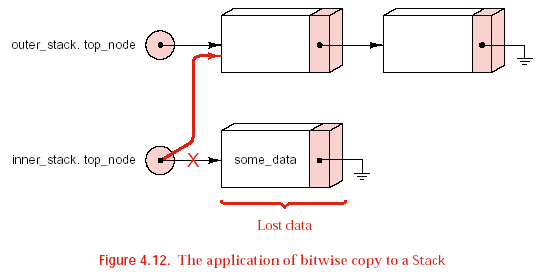 outer_stack. top_node
inner_stack. top_node
some_data
Lost data
Figure 4.12. The application of bitwise copy to a Stack